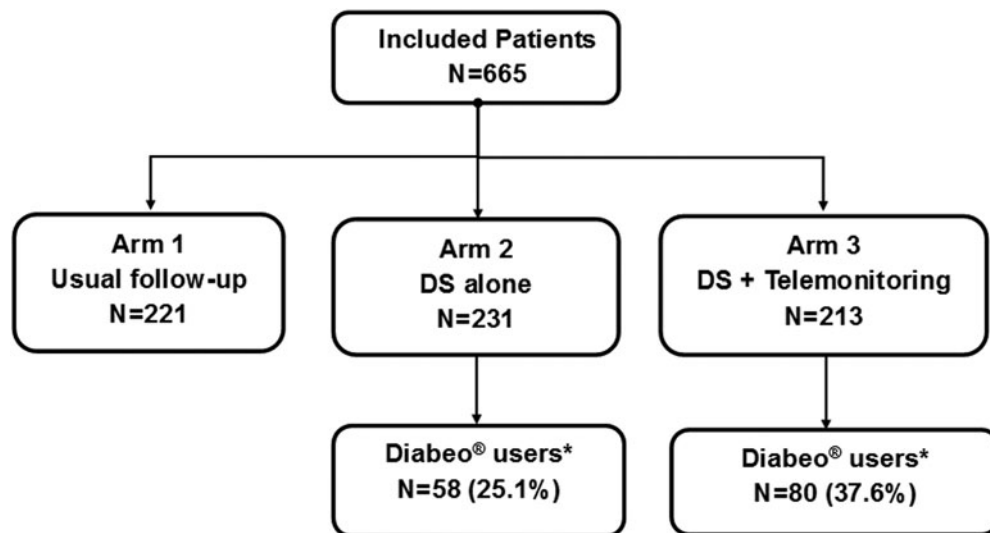 Included Patients
N=665
Arm 1
Usual follow-up
N=221
Arm 2
DS alone
N=231
Arm 3
DS + Telemonitoring
N=213
Diabeo® users*
N=58 (25.1%)
Diabeo® users*
N=80 (37.6%)